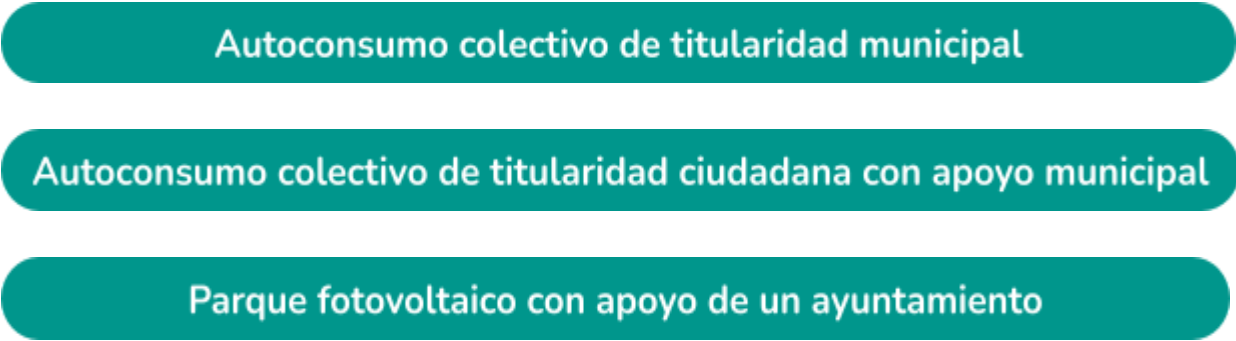 Autoconsumo colectivo de titularidad municipal
Autoconsumo colectivo de titularidad ciudadana con apoyo municipal
Parque fotovoltaico con apoyo de un ayuntamiento